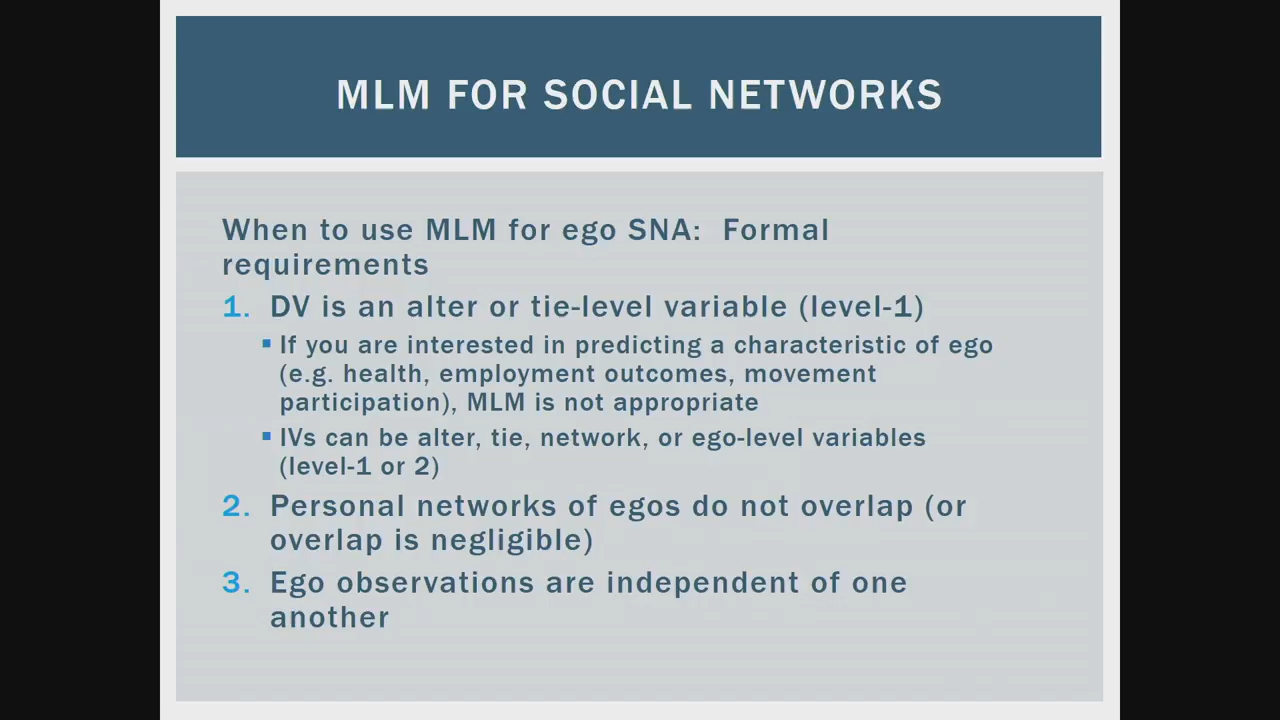 MLM FOR SOCIAL NETWORKS
When to use MLM for ego SNA:  Formal
requirements
1. DV is an alter or tie-level variable (level-1)
▪ If you are interested in predicting a characteristic of ego
(e.g. health, employment outcomes, movement
participation), MLM is not appropriate
▪ IVs can be alter, tie, network, or ego-level variables
(level-1 or 2)
2. Personal networks of egos do not overlap (or
overlap is negligible)
3. Ego observations are independent of one
another